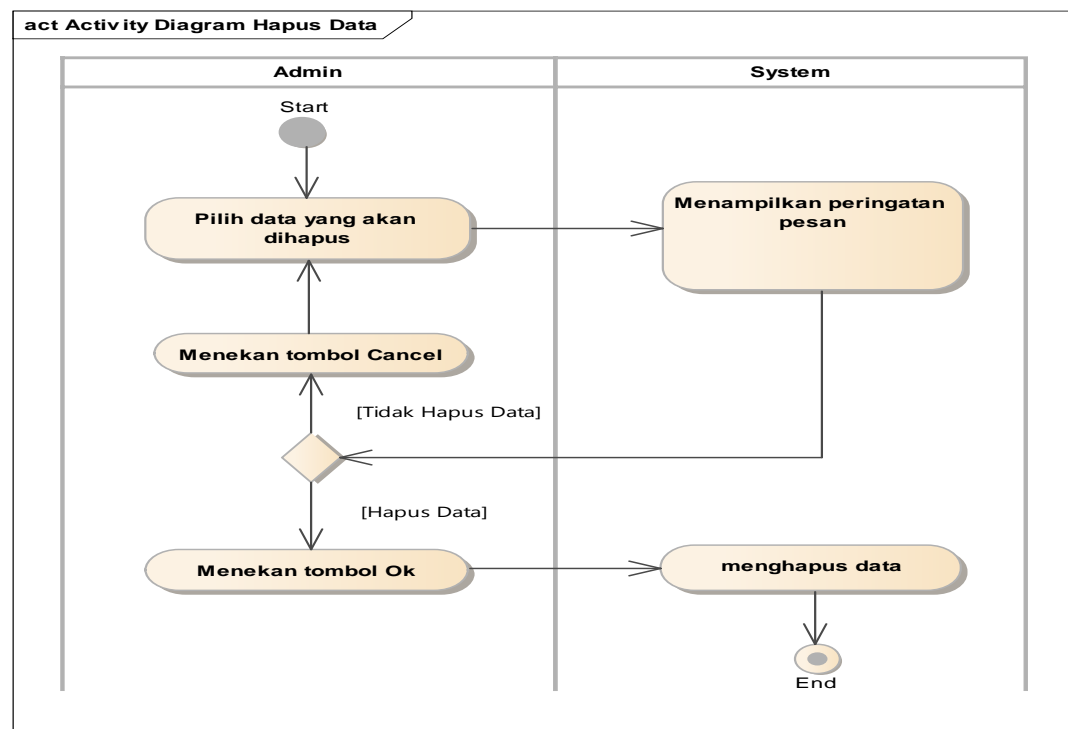 act Activity Diagram Hapus Data
Admin
System
Start
Pilih data yang akan
dihapus
Menampilkan peringatan
pesan
Menekan tombol Cancel
[Tidak Hapus Data]
[Hapus Data]
Menekan tombol Ok
menghapus data
End